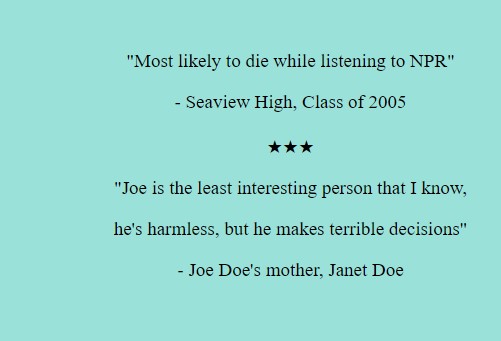 "Most likely to die while listening to NPR"
- Seaview High, Class of 2005
★★★
"Joe is the least interesting person that I know,
he's harmless, but he makes terrible decisions"
- Joe Doe's mother, Janet Doe